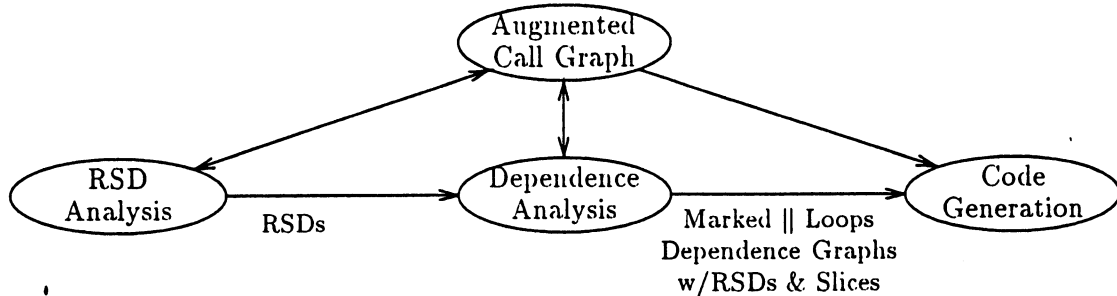 Augmented
Call Graph
RSD
Analysis
RSDs
Dependence
Analysis
Marked || Loops
Dependence Graphs
w/RSDs & Slices
Code
Generation